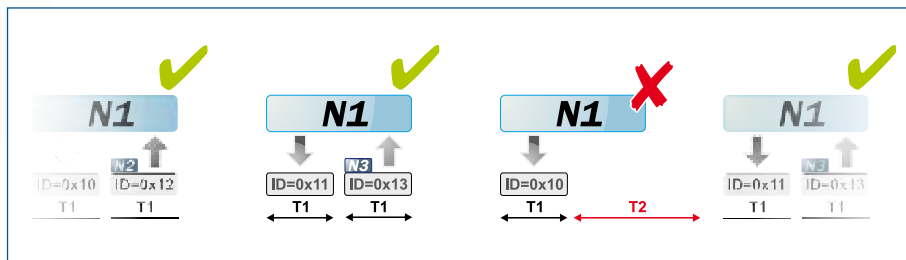 N1
N2
ID=0x10 ID=0x12
T1 T1
N1
N3
ID=0x11 ID=0x13
T1 T1
N1
ID=0x10
T1 T2
N1
N3
ID=0x11 ID=0x13
T1 T1